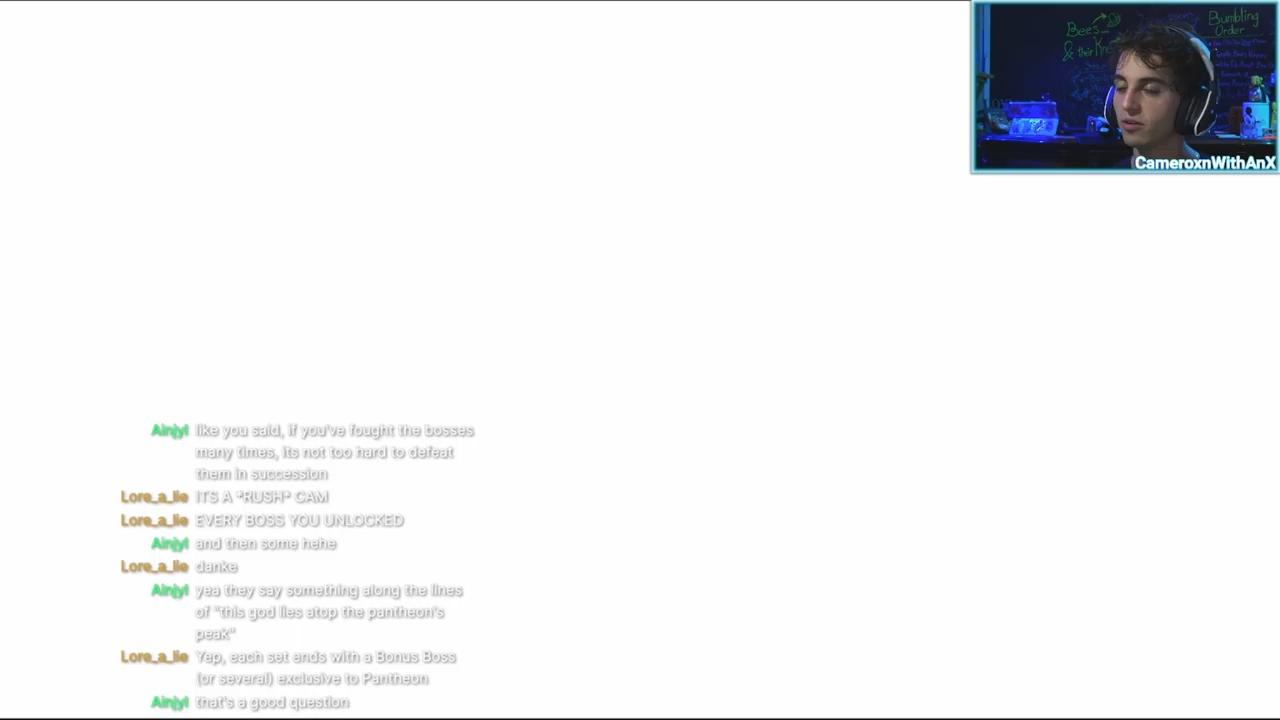 Bees
& their Kne
Bumbling
Order
CameroxnWithAnX
Ainjyl like you said, if you've fought the bosses
many times, its not too hard to defeat
them in succession
Lore_a_lie ITS A *RUSH* CAM
Lore_a_lie EVERY BOSS YOU UNLOCKED
Ainjyl and then some hehe
Lore_a_lie danke
Ainjyl yea they say something along the lines
of "this god lies atop the pantheon's
peak"
Lore_a_lie Yep, each set ends with a Bonus Boss
(or several) exclusive to Pantheon
Ainjyl that's a good question